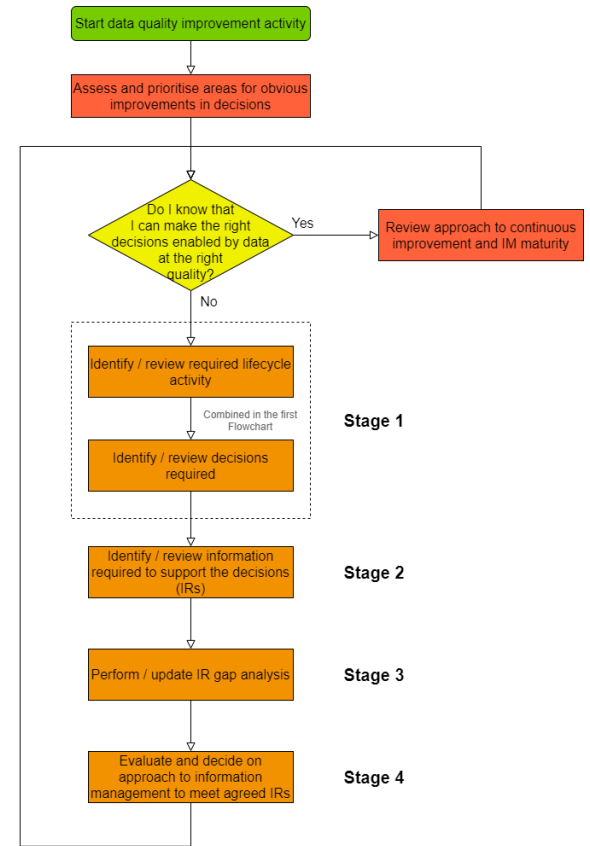 Start data quality improvement activity
Assess and prioritise areas for obvious
improvements in decisions
Do I know that
I can make the right
decisions enabled by data
at the right
quality?
Yes
Review approach to continuous
improvement and IM maturity
No
Identify / review required lifecycle
activity
Combined in the first
Flowchart
Stage 1
Identify / review decisions
required
Identify / review information
required to support the decisions
(IRs)
Stage 2
Perform / update IR gap analysis
Stage 3
Evaluate and decide on
approach to information
management to meet agreed IRs
Stage 4